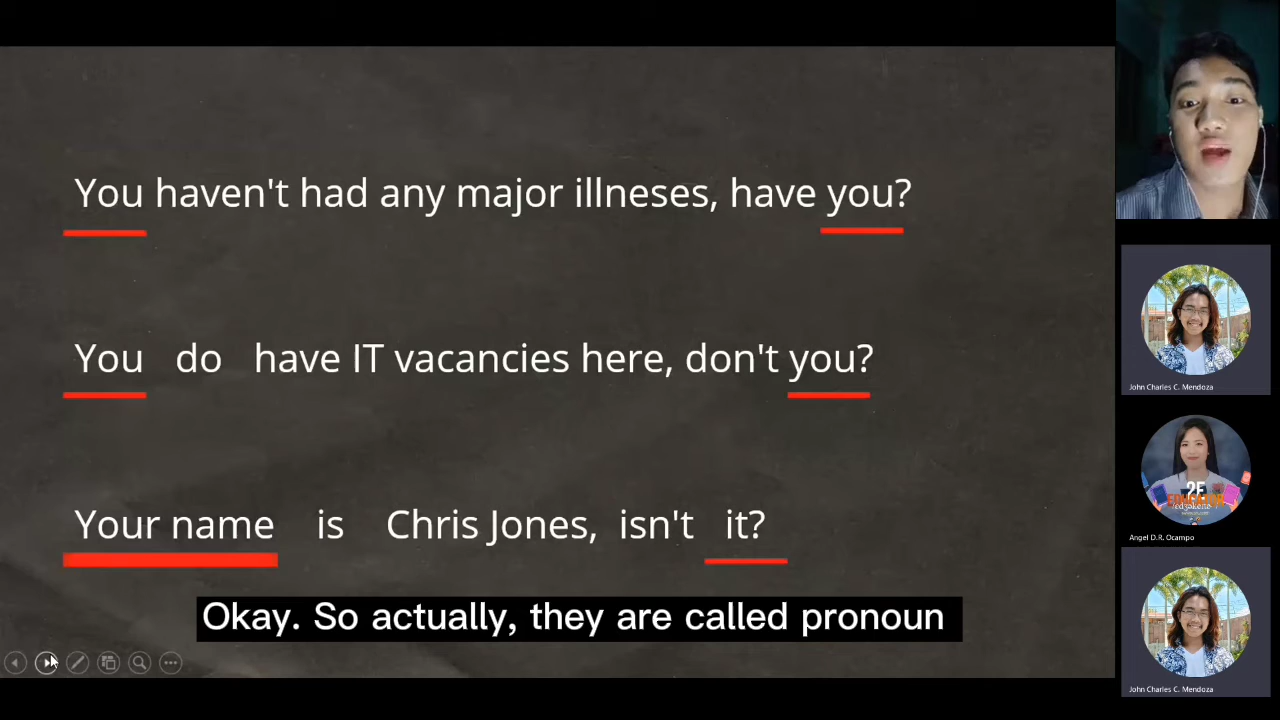 You haven't had any major illneses, have you?
You do have IT vacancies here, don't you?
Your name is Chris Jones, isn't it?
Okay. So actually, they are called pronoun
John Charles C. Mendoza
Angel D.R. Ocampo
John Charles C. Mendoza